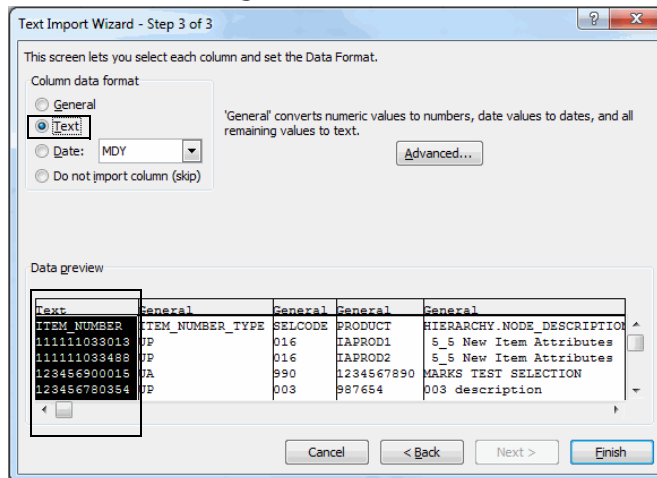 Text Import Wizard - Step 3 of 3
This screen lets you select each column and set the Data Format.
Column data format
General
Text
Date: MDY
Do not import column (skip)
'General' converts numeric values to numbers, date values to dates, and all
remaining values to text.
Advanced...
Data preview
Text General General General General
ITEM_NUMBER ITEM_NUMBER_TYPE SELCODE PRODUCT HIERARCHY.NODE_DESCRIPTION
111111033013 UP 016 IAPROD1 5_5 New Item Attributes
111111033488 UP 016 IAPROD2 5_5 New Item Attributes
123456900015 UA 990 1234567890 MARKS TEST SELECTION
123456780354 UP 003 987654 003 description
Cancel < Back Next > Finish